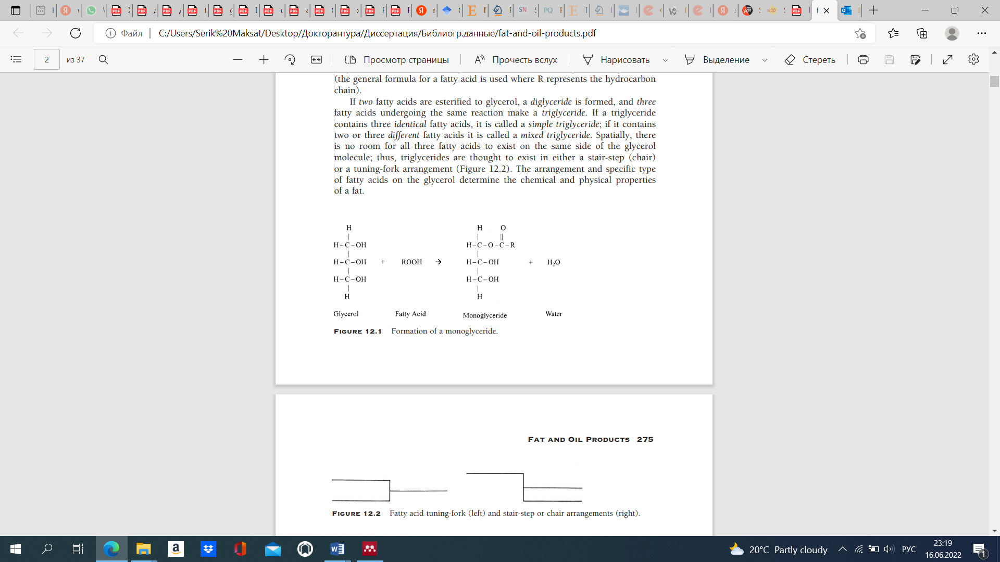 Файл
C:/Users/Serik%20Maksat/Desktop/Докторантура/Диссертация/Библиогр.данные/fat-and-oil-products.pdf
2 из 37
Просмотр страницы
Прочесть вслух
Нарисовать
Выделение
Стереть
(the general formula for a fatty acid is used where R represents the hydrocarbon
chain).
If two fatty acids are esterified to glycerol, a diglyceride is formed, and three
fatty acids undergoing the same reaction make a triglyceride. If a triglyceride
contains three identical fatty acids, it is called a simple triglyceride; if it contains
two or three different fatty acids it is called a mixed triglyceride. Spatially, there
is no room for all three fatty acids to exist on the same side of the glycerol
molecule; thus, triglycerides are thought to exist in either a stair-step (chair)
or a tuning-fork arrangement (Figure 12.2). The arrangement and specific type
of fatty acids on the glycerol determine the chemical and physical properties
of a fat.
H H O
| | ||
H–C–OH H–C–O–C–R
| |
H–C–OH + ROOH → H–C–OH + H₂O
| |
H–C–OH H–C–OH
| |
H H
Glycerol Fatty Acid Monoglyceride Water
FIGURE 12.1 Formation of a monoglyceride.
FAT AND OIL PRODUCTS 275
FIGURE 12.2 Fatty acid tuning-fork (left) and stair-step or chair arrangements (right).
20°C Partly cloudy
РУС
23:19
16.06.2022
1